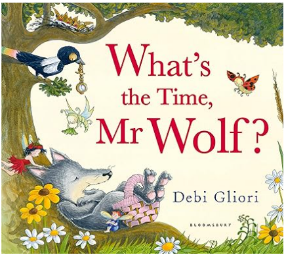 What's
the Time,
Mr Wolf?
Debi Gliori
BLOOMSBURY